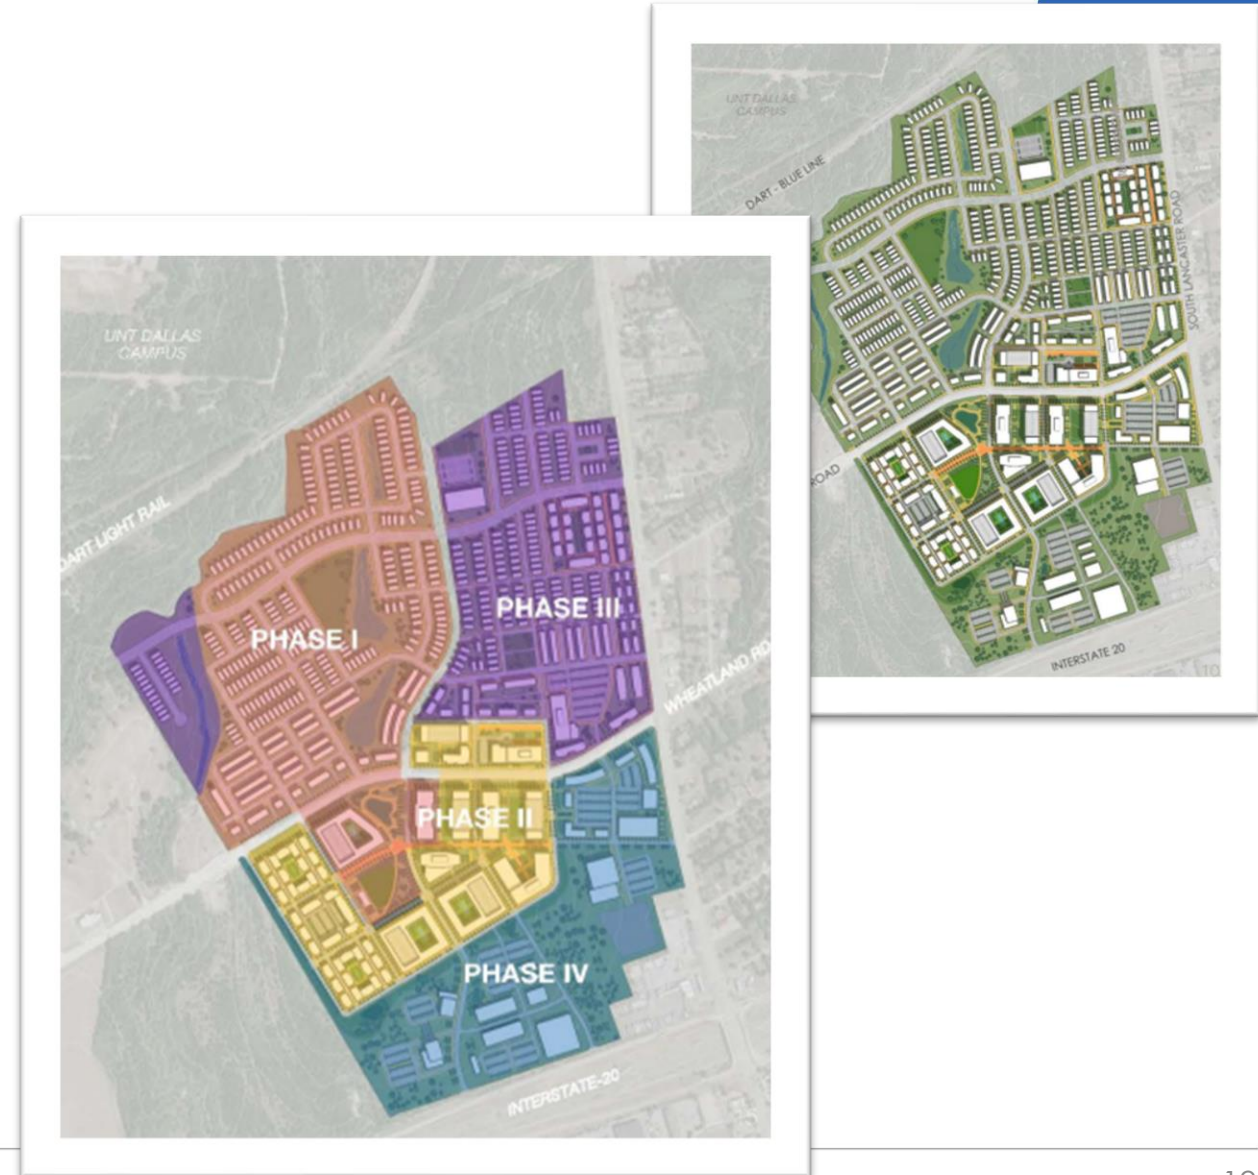 UNT DALLAS
CAMPUS
DART - BLUE LINE
SOUTH LANCASTER ROAD
ROAD
INTERSTATE 20
10
UNT DALLAS
CAMPUS
DART LIGHT RAIL
PHASE I
PHASE III
WHEATLAND RD
PHASE II
PHASE IV
INTERSTATE-20